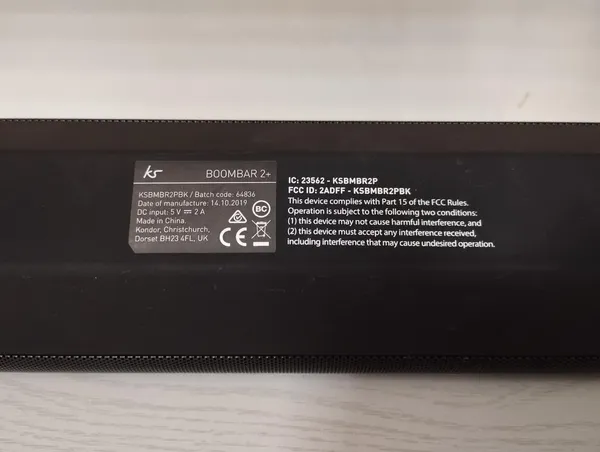 ks BOOMBAR 2+
KSBMBR2PBK / Batch code: 64836
Date of manufacture: 14.10.2019
DC input: 5 V ⎓ 2 A
Made in China.
Kondor, Christchurch,
Dorset BH23 4FL, UK
CE
IC: 23562 - KSBMBR2P
FCC ID: 2ADFF - KSBMBR2PBK
This device complies with Part 15 of the FCC Rules.
Operation is subject to the following two conditions:
(1) this device may not cause harmful interference, and
(2) this device must accept any interference received,
including interference that may cause undesired operation.